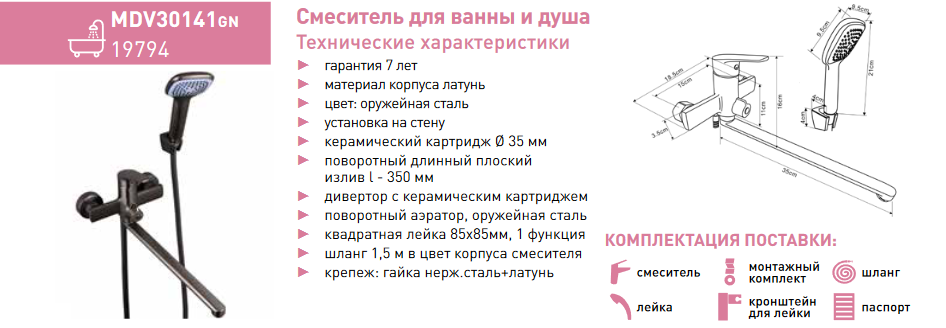 MDV30141GN
19794
Смеситель для ванны и душа
Технические характеристики
гарантия 7 лет
материал корпуса латунь
цвет: оружейная сталь
установка на стену
керамический картридж Ø 35 мм
поворотный длинный плоский
излив l - 350 мм
дивертор с керамическим картриджем
поворотный аэратор, оружейная сталь
квадратная лейка 85х85мм, 1 функция
шланг 1,5 м в цвет корпуса смесителя
крепеж: гайка нерж.сталь+латунь
8.5cm
9.5cm
21cm
18.5cm
15cm
16cm
11cm
4cm
3.5cm
35cm
КОМПЛЕКТАЦИЯ ПОСТАВКИ:
смеситель
монтажный
комплект
шланг
лейка
кронштейн
для лейки
паспорт